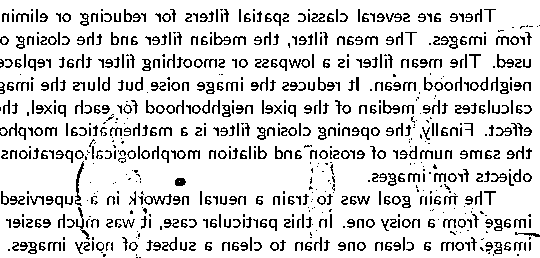 There are several classic spatial filters for reducing or elimin
from images. The mean filter, the median filter and the closing o
used. The mean filter is a lowpass or smoothing filter that replace
neighborhood mean. It reduces the image noise but blurs the imag
calculates the median of the pixel neighborhood for each pixel, the
effect. Finally, the opening closing filter is a mathematical morpho
the same number of erosion and dilation morphological operations
objects from images.
The main goal was to train a neural network in a supervised
image from a noisy one. In this particular case, it was much easier
image from a clean one than to clean a subset of noisy images.